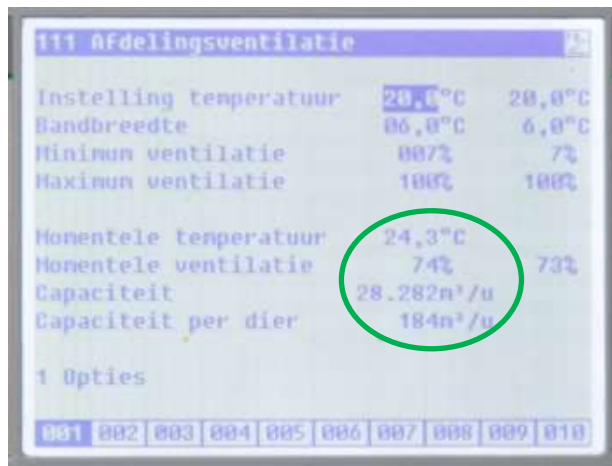 111 Afdelingsventilatie
Instelling temperatuur 20,0°C 20,0°C
Bandbreedte 06,0°C 6,0°C
Minimum ventilatie 007% 7%
Maximum ventilatie 100% 100%
Momentele temperatuur 24,3°C
Momentele ventilatie 74% 73%
Capaciteit 28.282m³/u
Capaciteit per dier 184m³/u
1 Opties
001 002 003 004 005 006 007 008 009 010